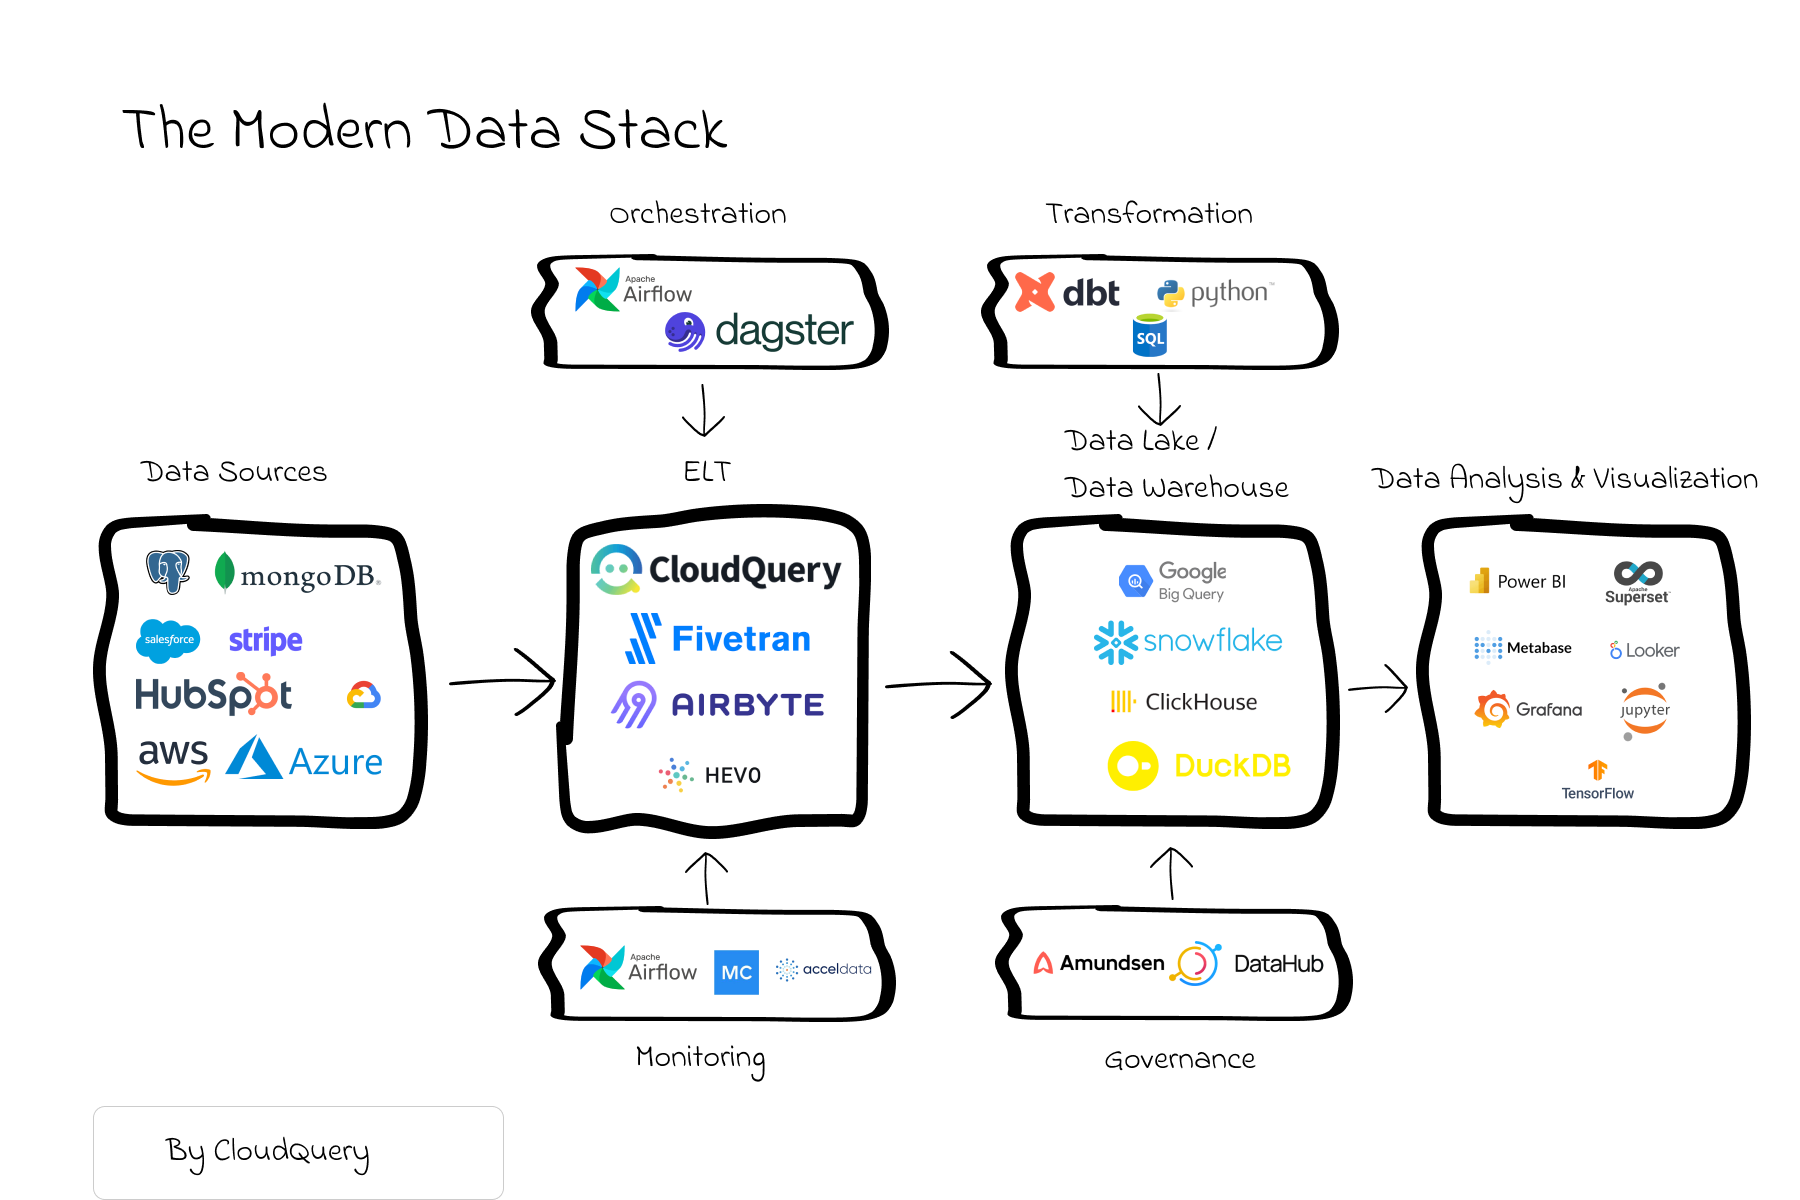 The Modern Data Stack
Orchestration
Transformation
Apache
Airflow
dagster
dbt
python™
SQL
Data Sources
ELT
Data Lake /
Data Warehouse
Data Analysis & Visualization
mongoDB®
salesforce
stripe
HubSpot
aws
Azure
CloudQuery
Fivetran
AIRBYTE
HEVO
Google
Big Query
snowflake
ClickHouse
DuckDB
Power BI
Apache
Superset™
Metabase
Looker
Grafana
jupyter
TensorFlow
Apache
Airflow
MC
acceldata
Amundsen
DataHub
Monitoring
Governance
By CloudQuery